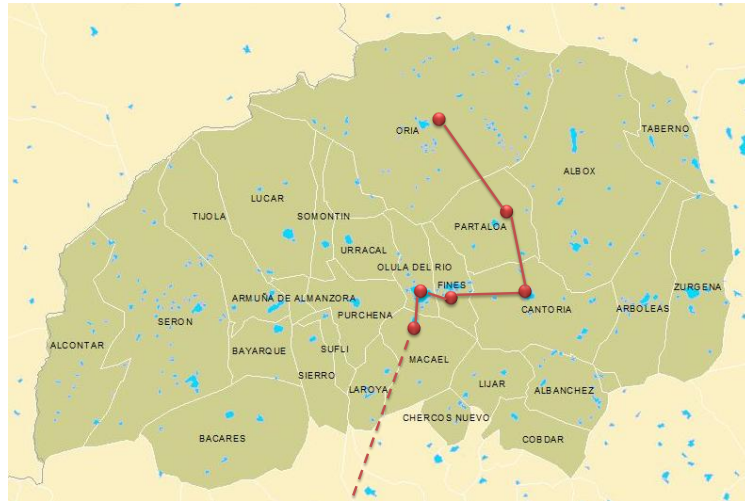 TABERNO
ORIA
ALBOX
LUCAR
TIJOLA
SOMONTIN
PARTALOA
URRACAL
OLULA DEL RIO
FINES
ZURGENA
ARMUÑA DE ALMANZORA
CANTORIA
ARBOLEAS
SERON
PURCHENA
ALCONTAR
BAYARQUE
SUFLI
MACAEL
SIERRO
LIJAR
LAROYA
ALBANCHEZ
CHERCOS NUEVO
BACARES
COBDAR